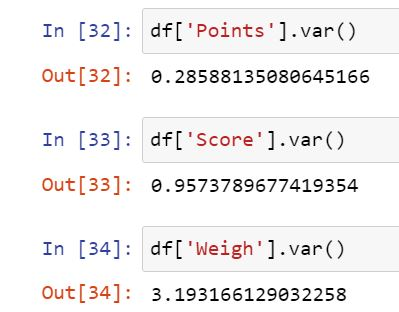 In [32]: df['Points'].var()
Out[32]: 0.28588135080645166
In [33]: df['Score'].var()
Out[33]: 0.9573789677419354
In [34]: df['Weigh'].var()
Out[34]: 3.193166129032258